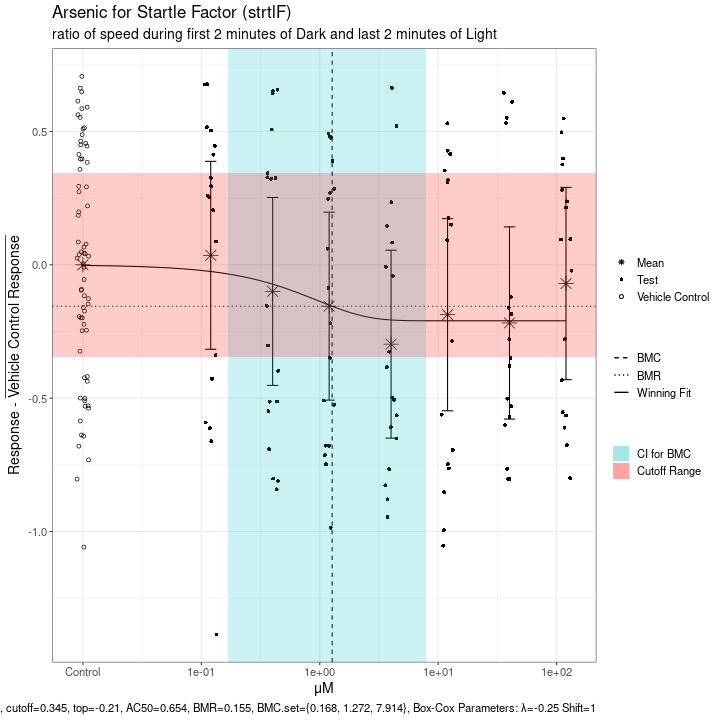 Arsenic for Startle Factor (strtlF)
ratio of speed during first 2 minutes of Dark and last 2 minutes of Light
Response - Vehicle Control Response
0.5
0.0
-0.5
-1.0
Control
1e-01
1e+00
1e+01
1e+02
μM
Mean
Test
Vehicle Control
BMC
BMR
Winning Fit
CI for BMC
Cutoff Range
, cutoff=0.345, top=-0.21, AC50=0.654, BMR=0.155, BMC.set={0.168, 1.272, 7.914}, Box-Cox Parameters: λ=-0.25 Shift=1